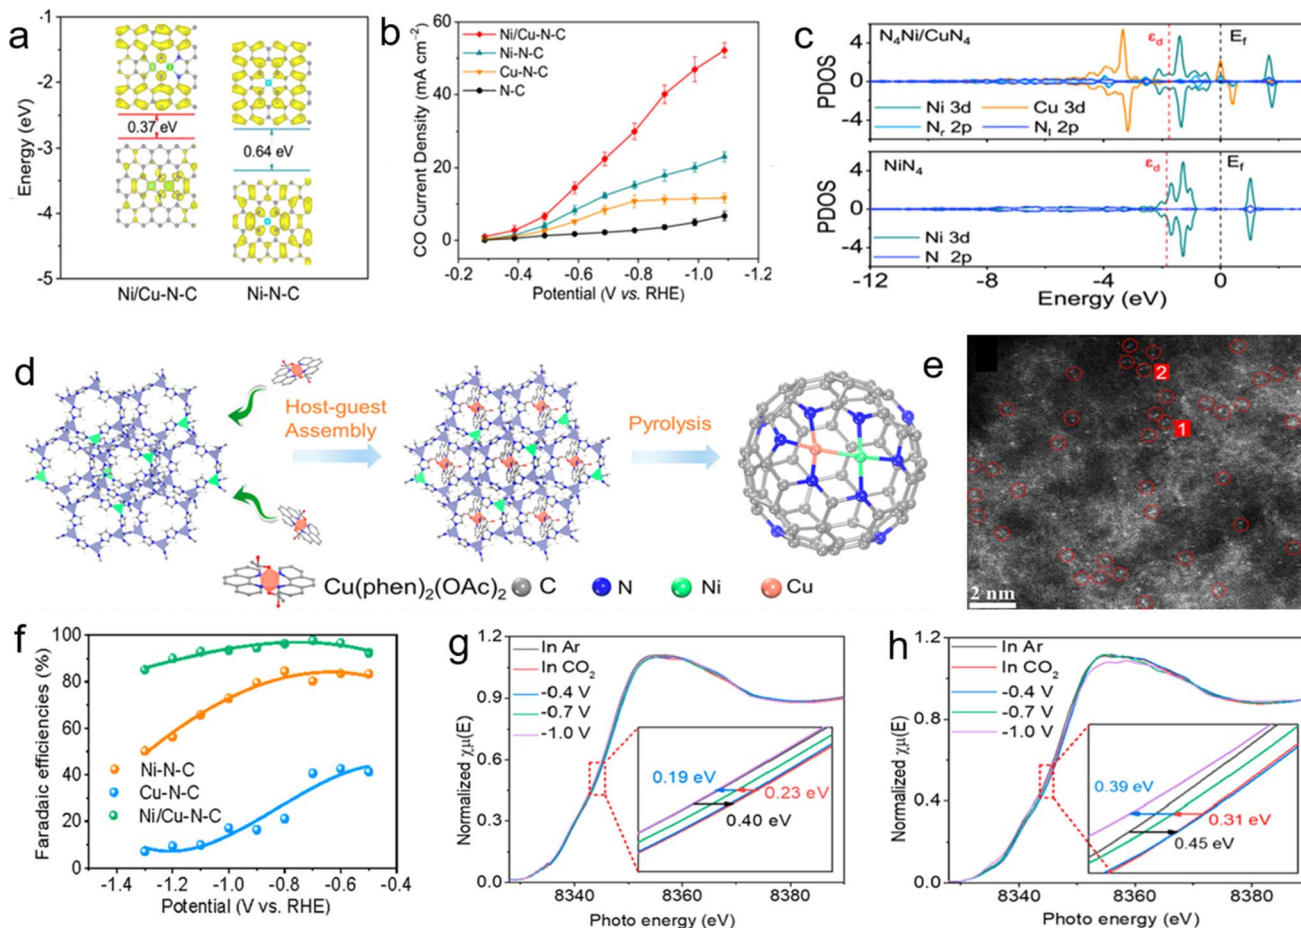 a
-1
-2
-3
-4
-5
Energy (eV)
0.37 eV
0.64 eV
Ni/Cu-N-C
Ni-N-C
b
60
40
20
0
CO Current Density (mA cm⁻²)
Ni/Cu-N-C
Ni-N-C
Cu-N-C
N-C
-0.2
-0.4
-0.6
-0.8
-1.0
-1.2
Potential (V vs. RHE)
c
PDOS
4
0
-4
N₄Ni/CuN₄
εd
Ef
Ni 3d
Cu 3d
Nr 2p
Nl 2p
PDOS
4
0
-4
NiN₄
εd
Ef
Ni 3d
N 2p
-12
-8
-4
0
Energy (eV)
d
Host-guest
Assembly
Pyrolysis
Cu(phen)₂(OAc)₂
C
N
Ni
Cu
e
2
1
2 nm
f
100
80
60
40
20
0
Faradaic efficiencies (%)
Ni-N-C
Cu-N-C
Ni/Cu-N-C
-1.4
-1.2
-1.0
-0.8
-0.6
-0.4
Potential (V vs. RHE)
g
1.2
0.9
0.6
0.3
0.0
Normalized χμ(E)
In Ar
In CO₂
-0.4 V
-0.7 V
-1.0 V
0.19 eV
0.23 eV
0.40 eV
8340
8360
8380
Photo energy (eV)
h
1.2
0.8
0.4
0.0
Normalized χμ(E)
In Ar
In CO₂
-0.4 V
-0.7 V
-1.0 V
0.39 eV
0.31 eV
0.45 eV
8340
8360
8380
Photo energy (eV)